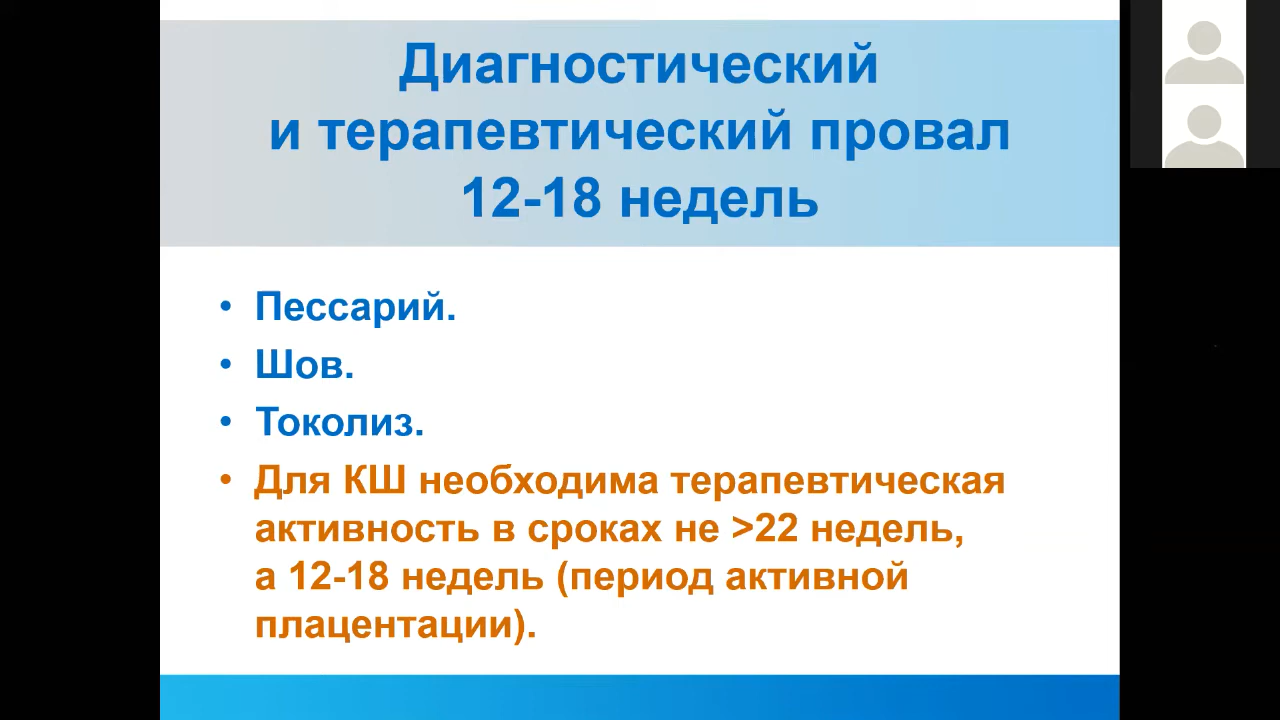 Диагностический
и терапевтический провал
12-18 недель
• Пессарий.
• Шов.
• Токолиз.
• Для КШ необходима терапевтическая
активность в сроках не >22 недель,
а 12-18 недель (период активной
плацентации).